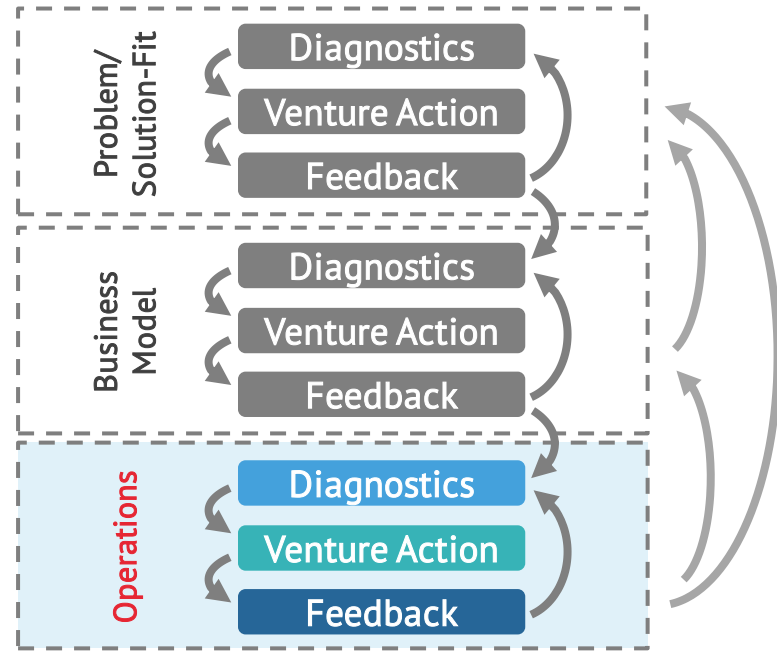 Problem/
Solution-Fit
Diagnostics
Venture Action
Feedback
Business
Model
Diagnostics
Venture Action
Feedback
Operations
Diagnostics
Venture Action
Feedback